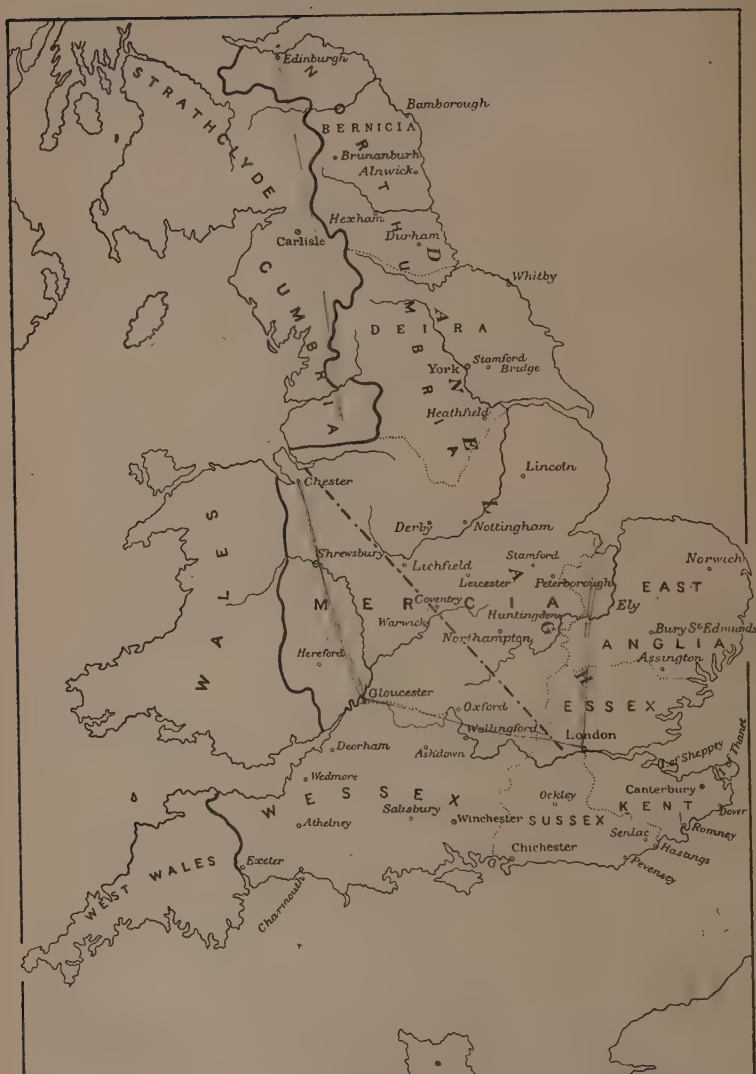 Edinburgh
STRATHCLYDE
NORTHUMBRIA
Bamborough
BERNICIA
Brunanburh
Alnwick
Hexham
Carlisle
Durham
Whitby
CUMBRIA
DEIRA
DANELAGH
York
Stamford
Bridge
Heathfield
Lincoln
Chester
Derby
Nottingham
WALES
Shrewsbury
Lichfield
Stamford
Norwich
Leicester
Peterborough
EAST
MERCIA
Coventry
Ely
Huntingdon
Warwick
Northampton
Bury St Edmunds
ANGLIA
Hereford
Assington
Gloucester
Oxford
ESSEX
Wallingford
London
Deorham
Ashdown
I. of Sheppey
I. of Thanet
Wedmore
WESSEX
Canterbury
Ockley
KENT
Dover
Athelney
Salisbury
Winchester
SUSSEX
Senlac
Romney
Hastings
Chichester
Pevensey
Exeter
WEST WALES
Charmouth